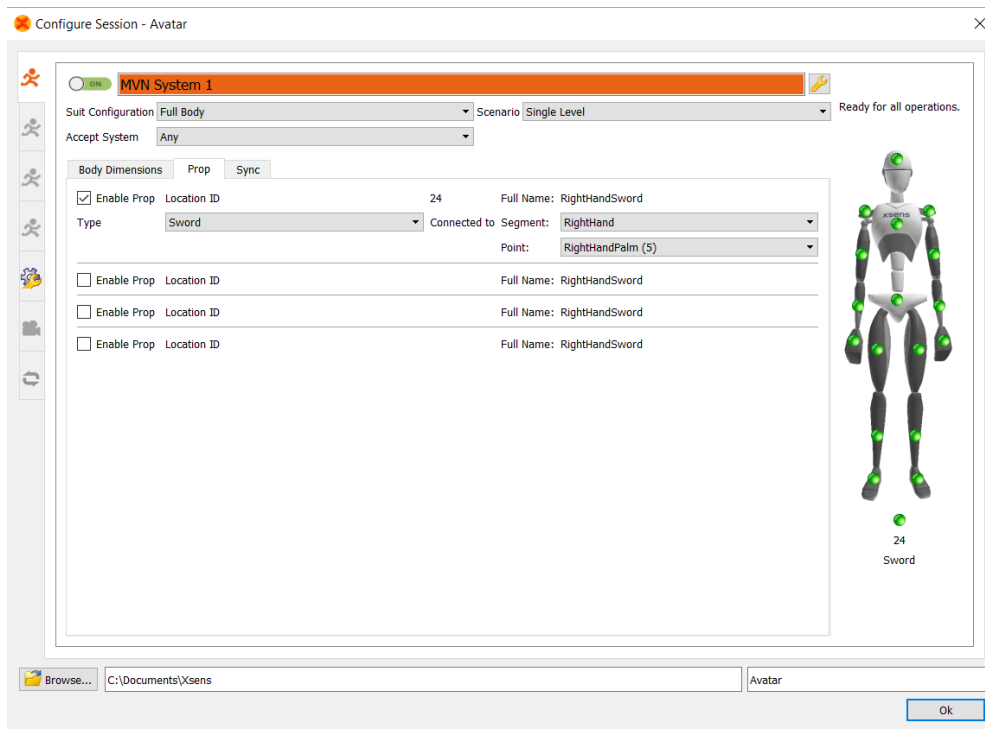 Configure Session - Avatar
ON MVN System 1
Suit Configuration Full Body Scenario Single Level Ready for all operations.
Accept System Any
Body Dimensions Prop Sync
Enable Prop Location ID 24 Full Name: RightHandSword
Type Sword Connected to Segment: RightHand
Point: RightHandPalm (5)
Enable Prop Location ID Full Name: RightHandSword
Enable Prop Location ID Full Name: RightHandSword
Enable Prop Location ID Full Name: RightHandSword
xsens
24
Sword
Browse... C:\Documents\Xsens Avatar
Ok